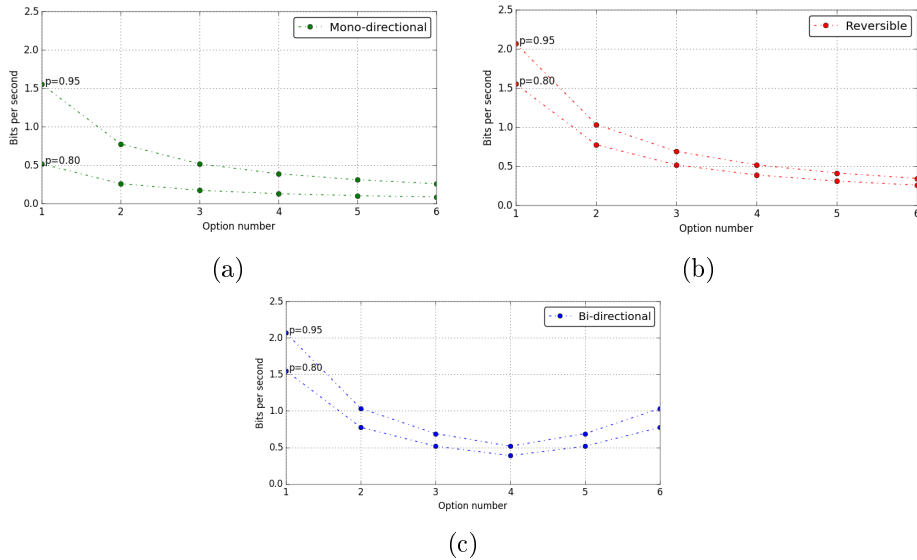 2.5
2.0
1.5
1.0
0.5
0.0
Bits per second
p=0.95
p=0.80
Mono-directional
1 2 3 4 5 6
Option number
(a)
2.5
2.0
1.5
1.0
0.5
0.0
Bits per second
p=0.95
p=0.80
Reversible
1 2 3 4 5 6
Option number
(b)
2.5
2.0
1.5
1.0
0.5
0.0
Bits per second
p=0.95
p=0.80
Bi-directional
1 2 3 4 5 6
Option number
(c)